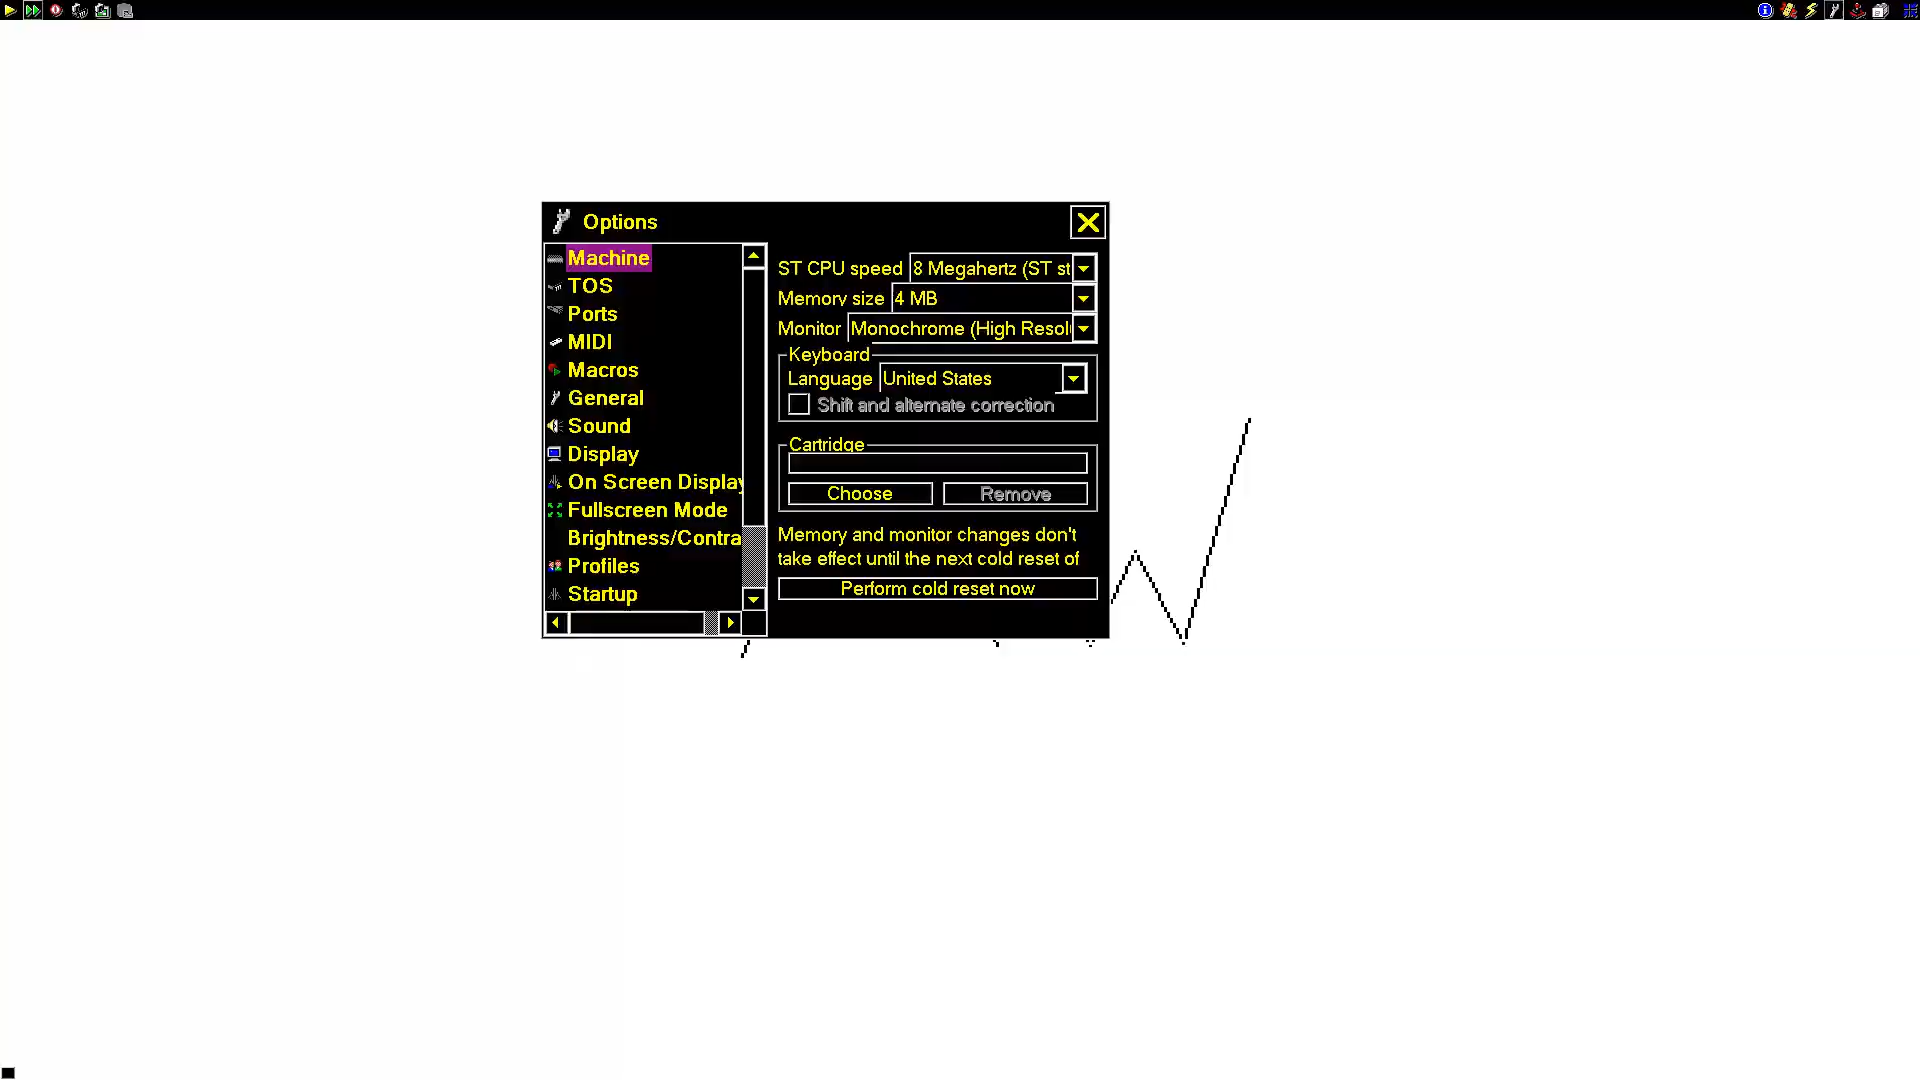 Options
Machine
TOS
Ports
MIDI
Macros
General
Sound
Display
On Screen Display
Fullscreen Mode
Brightness/Contra
Profiles
Startup
ST CPU speed 8 Megahertz (ST st
Memory size 4 MB
Monitor Monochrome (High Resol
Keyboard
Language United States
Shift and alternate correction
Cartridge
Choose Remove
Memory and monitor changes don't
take effect until the next cold reset of
Perform cold reset now